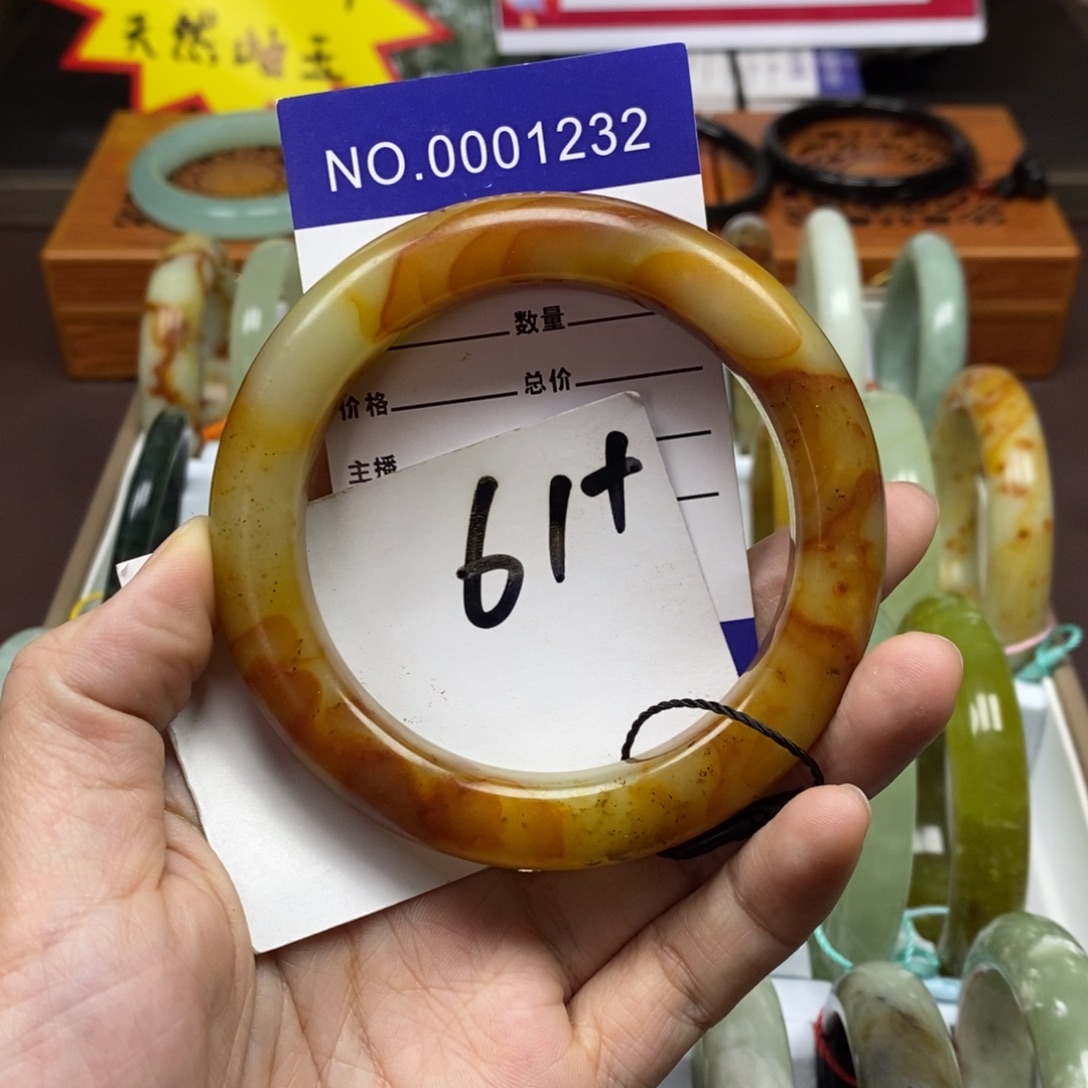 天然岫玉
NO.0001232
数量
价格 总价
主播
61+